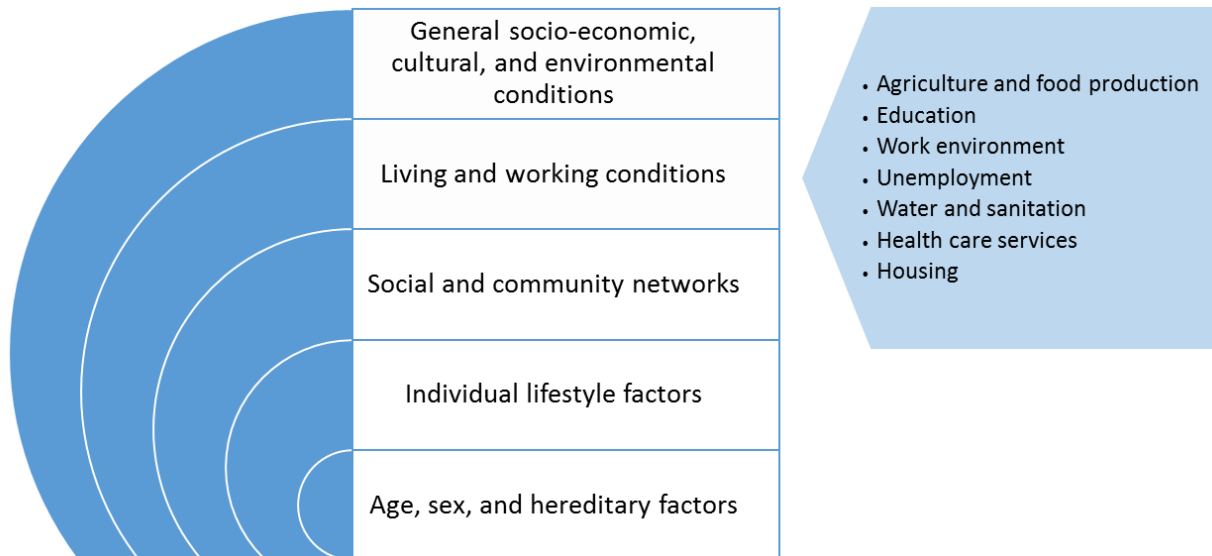 General socio-economic,
cultural, and environmental
conditions
Living and working conditions
Social and community networks
Individual lifestyle factors
Age, sex, and hereditary factors
• Agriculture and food production
• Education
• Work environment
• Unemployment
• Water and sanitation
• Health care services
• Housing